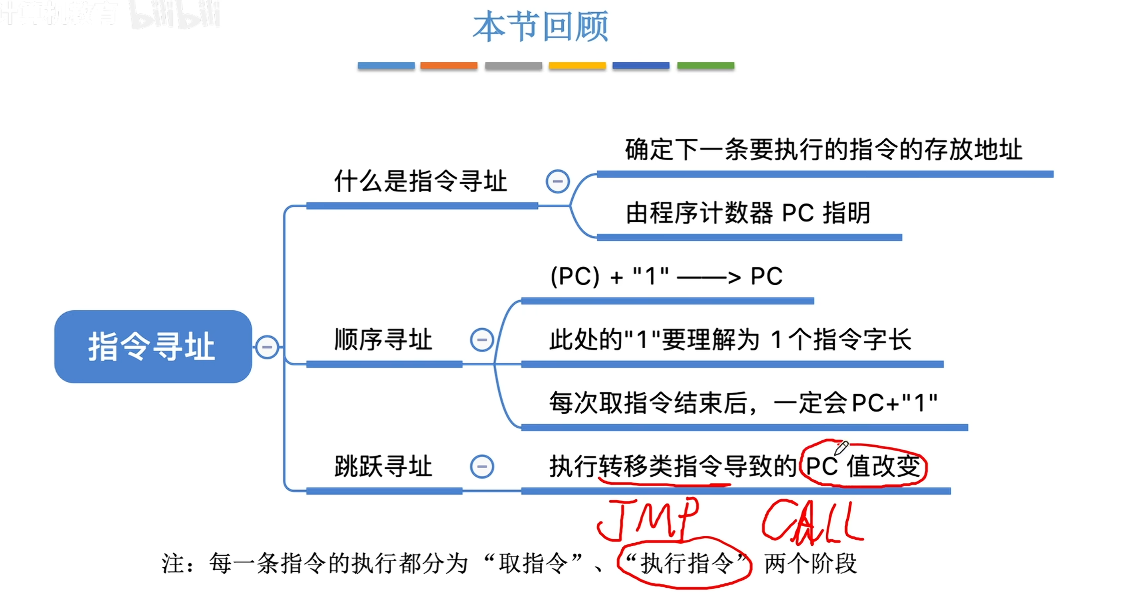 bilibili
本节回顾
什么是指令寻址
确定下一条要执行的指令的存放地址
由程序计数器 PC 指明
指令寻址
顺序寻址
(PC) + "1" ——> PC
此处的"1"要理解为 1个指令字长
每次取指令结束后，一定会PC+"1"
跳跃寻址
执行转移类指令导致的 PC 值改变
JMP CALL
注：每一条指令的执行都分为 “取指令”、“执行指令” 两个阶段